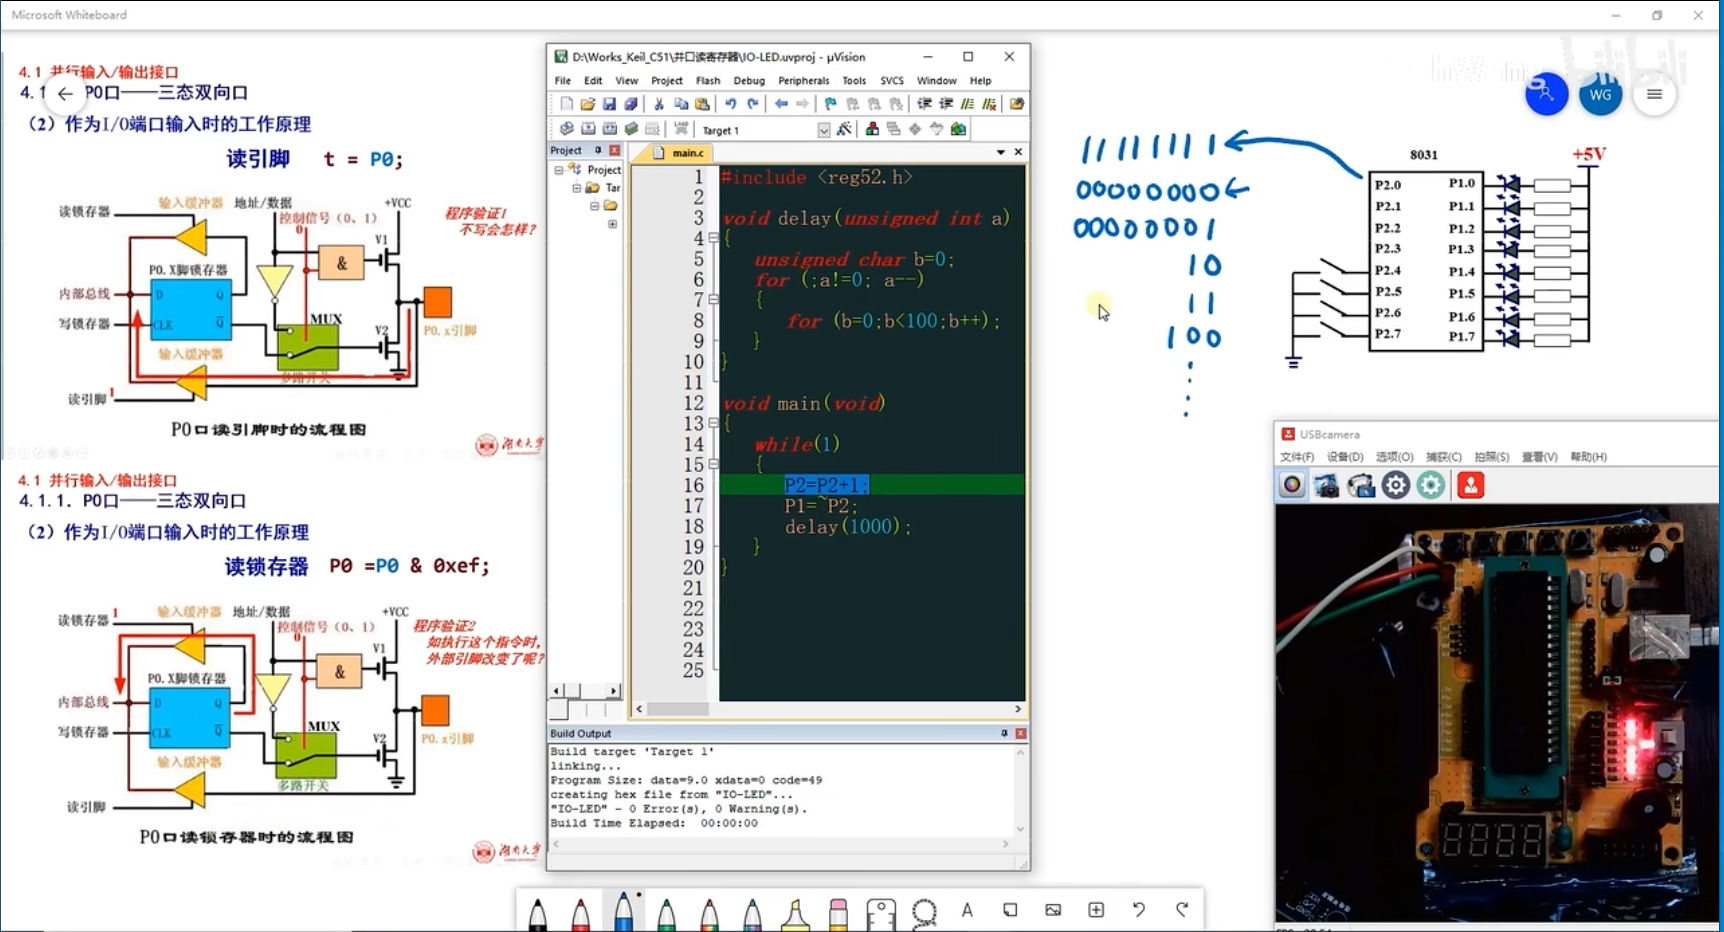 Microsoft Whiteboard
4.1 并行输入/输出接口
4.1
P0口——三态双向口
（2）作为I/O端口输入时的工作原理
读引脚 t = P0;
读锁存器
输入缓冲器
地址/数据
控制信号（0、1）
0
+VCC
程序验证1
不写会怎样?
P0.X脚锁存器
&
V1
内部总线
D
Q
写锁存器
CLK
Q
MUX
V2
P0.x引脚
输入缓冲器
多路开关
读引脚
1
P0口读引脚时的流程图
湖南大学
4.1 并行输入/输出接口
4.1.1. P0口——三态双向口
（2）作为I/O端口输入时的工作原理
读锁存器 P0 =P0 & 0xef;
读锁存器
1
输入缓冲器
地址/数据
控制信号（0、1）
0
+VCC
程序验证2
如执行这个指令时,
外部引脚改变了呢?
P0.X脚锁存器
&
V1
内部总线
D
Q
写锁存器
CLK
Q
MUX
V2
P0.x引脚
输入缓冲器
多路开关
读引脚
P0口读锁存器时的流程图
湖南大学
D:\Works_Keil_C51\并口读寄存器\IO-LED.uvproj - µVision
File Edit View Project Flash Debug Peripherals Tools SVCS Window Help
LOAD
Target 1
Project
main.c
Project
Tar
1 #include <reg52.h>
2
3 void delay(unsigned int a)
4 {
5 unsigned char b=0;
6 for (;a!=0; a--)
7 {
8 for (b=0;b<100;b++);
9 }
10 }
11
12 void main(void)
13 {
14 while(1)
15 {
16 P2=P2+1;
17 P1=~P2;
18 delay(1000);
19 }
20 }
21
22
23
24
25
Build Output
Build target 'Target 1'
linking...
Program Size: data=9.0 xdata=0 code=49
creating hex file from "IO-LED"...
"IO-LED" - 0 Error(s), 0 Warning(s).
Build Time Elapsed: 00:00:00
WG
bilibili
11111111
00000000
00000001
10
11
100
8031
+5V
P2.0 P1.0
P2.1 P1.1
P2.2 P1.2
P2.3 P1.3
P2.4 P1.4
P2.5 P1.5
P2.6 P1.6
P2.7 P1.7
USBcamera
文件(F) 设备(D) 选项(O) 捕获(C) 拍照(S) 查看(V) 帮助(H)
A